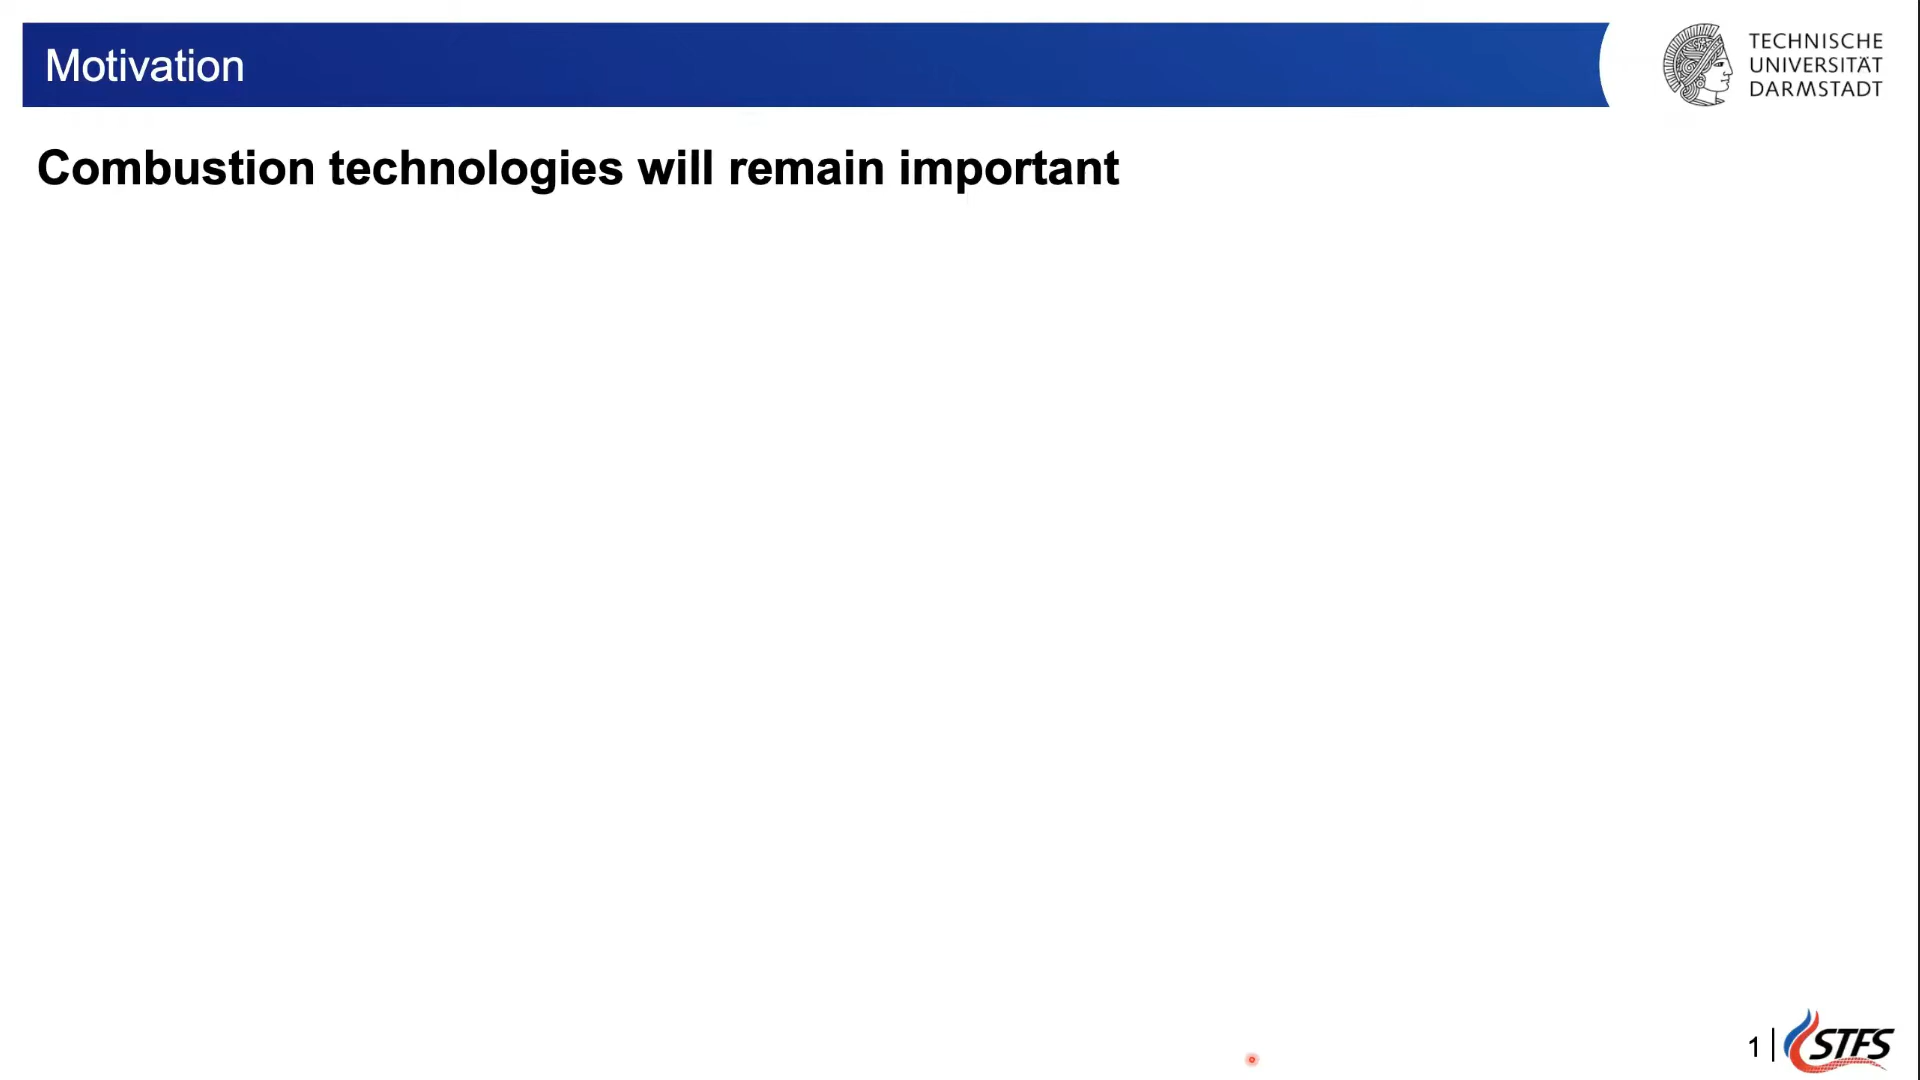 Motivation
TECHNISCHE
UNIVERSITÄT
DARMSTADT
Combustion technologies will remain important
1
STFS